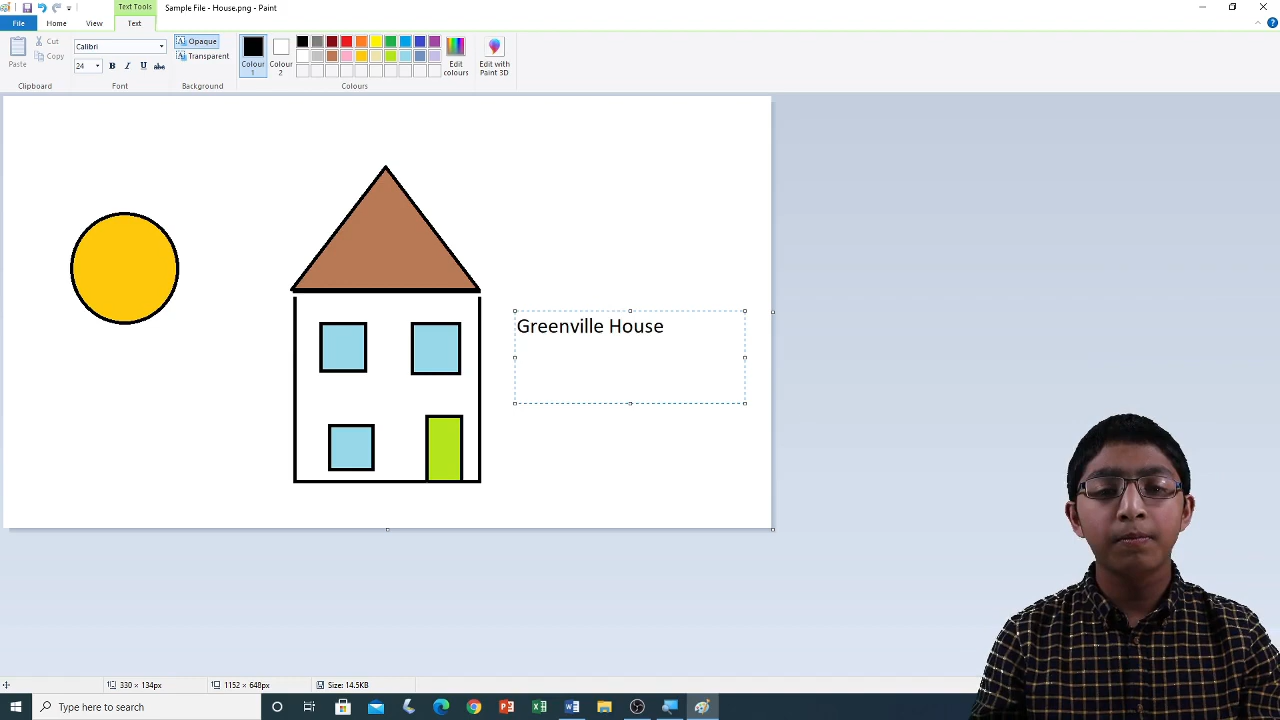 Text Tools
Sample File - House.png - Paint
File
Home
View
Text
Paste
Cut
Copy
Clipboard
Calibri
24
B I U abc
Font
Opaque
Transparent
Background
Colour 1
Colour 2
Edit colours
Colours
Edit with Paint 3D
Greenville House
330 × 134px
1152 × 648px
Size: 14.5KB
Type here to search